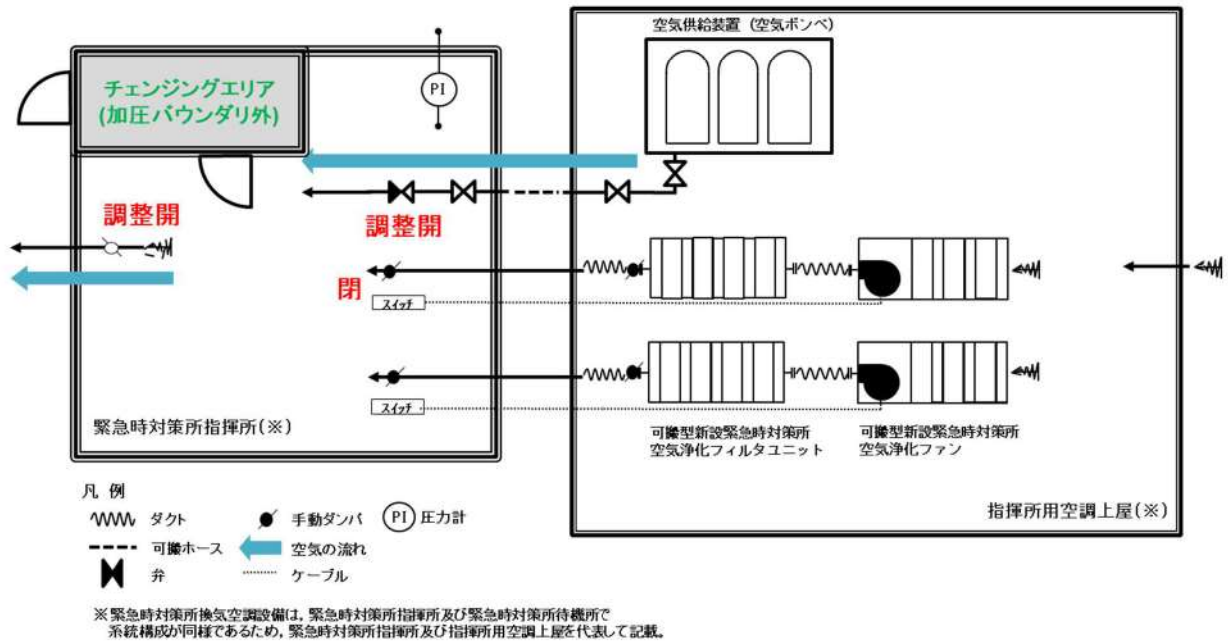 空気供給装置（空気ボンベ）
チェンジングエリア
(加圧バウンダリ外)
PI
調整開
調整開
閉
スイッチ
スイッチ
緊急時対策所指揮所(※)
可搬型新設緊急時対策所
空気浄化フィルタユニット
可搬型新設緊急時対策所
空気浄化ファン
指揮所用空調上屋(※)
凡 例
ダクト
手動ダンパ
PI 圧力計
可搬ホース
空気の流れ
弁
ケーブル
※緊急時対策所換気空調設備は，緊急時対策所指揮所及び緊急時対策所待機所で
系統構成が同様であるため，緊急時対策所指揮所及び指揮所用空調上屋を代表して記載。